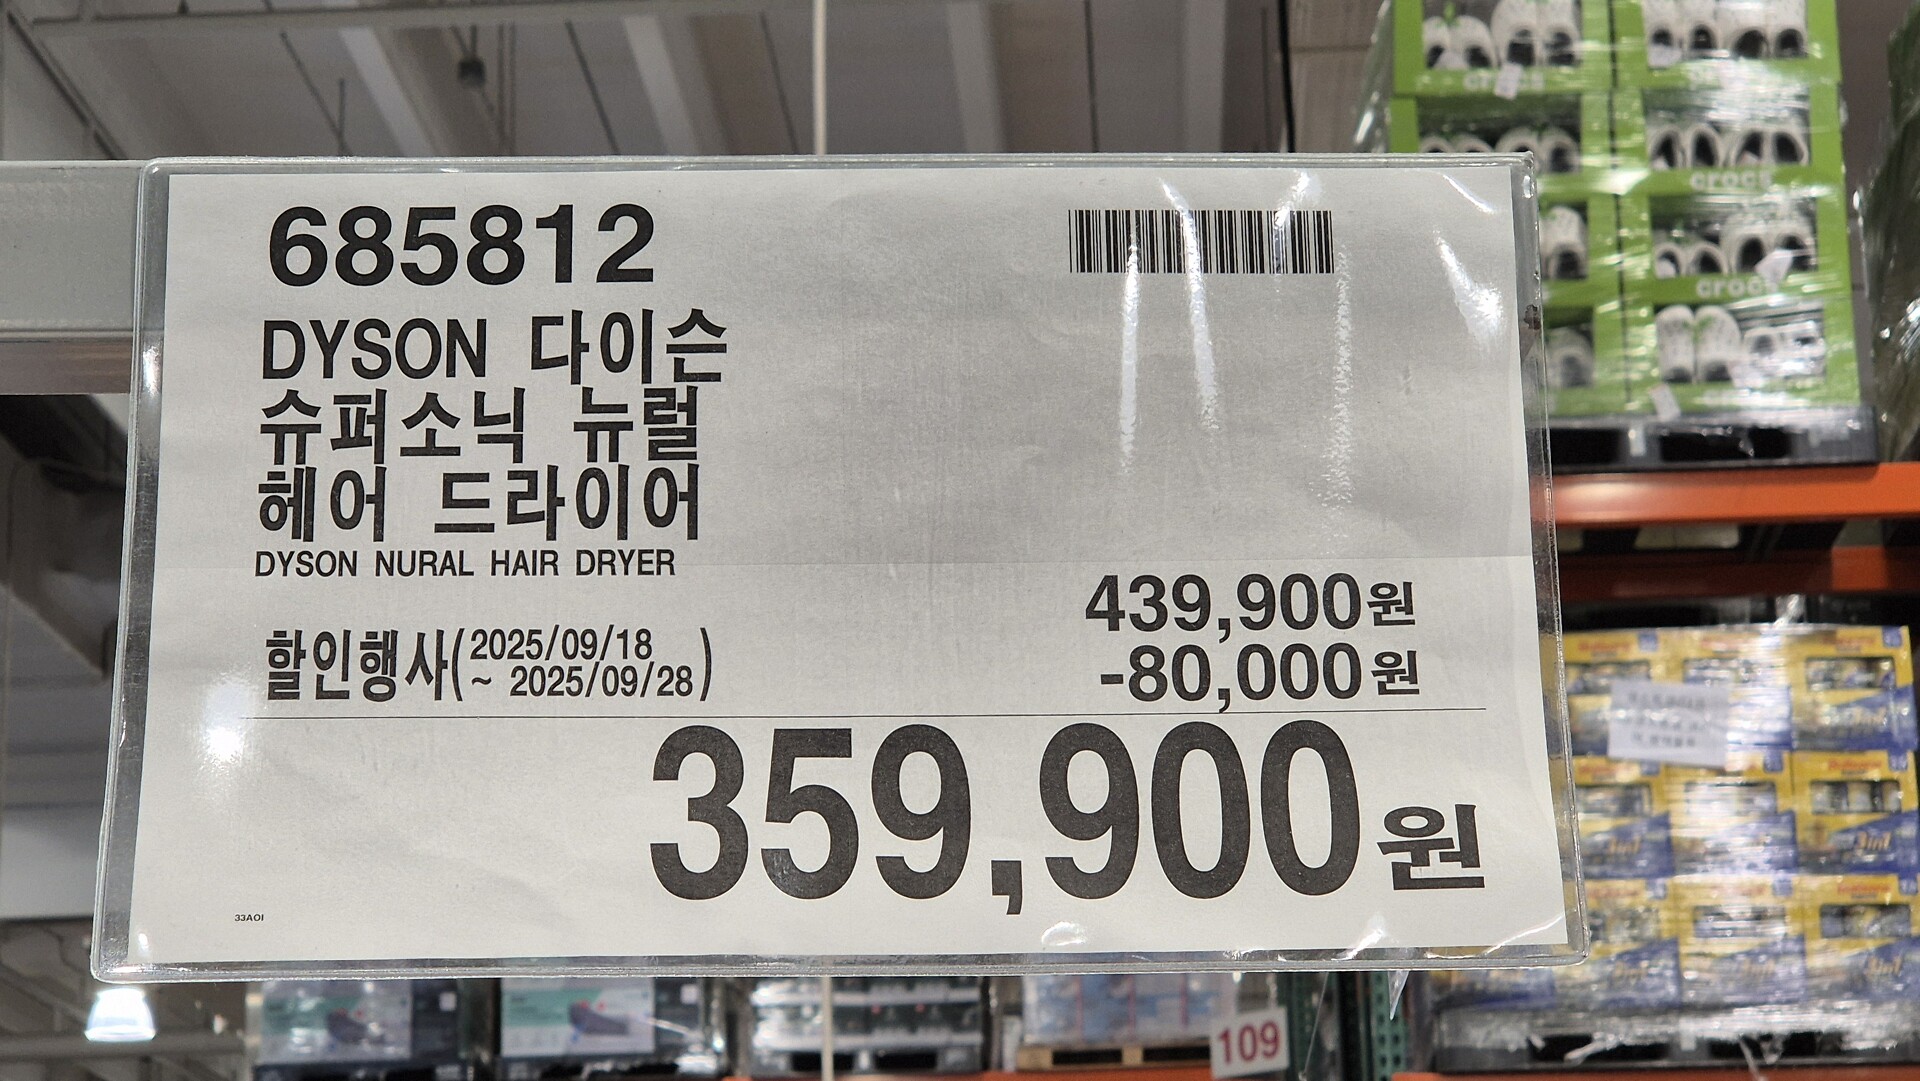 685812
DYSON 다이슨
슈퍼소닉 뉴럴
헤어 드라이어
DYSON NURAL HAIR DRYER
439,900원
할인행사(2025/09/18
~ 2025/09/28)
-80,000원
359,900원
33AOI
crocs
crocs
109